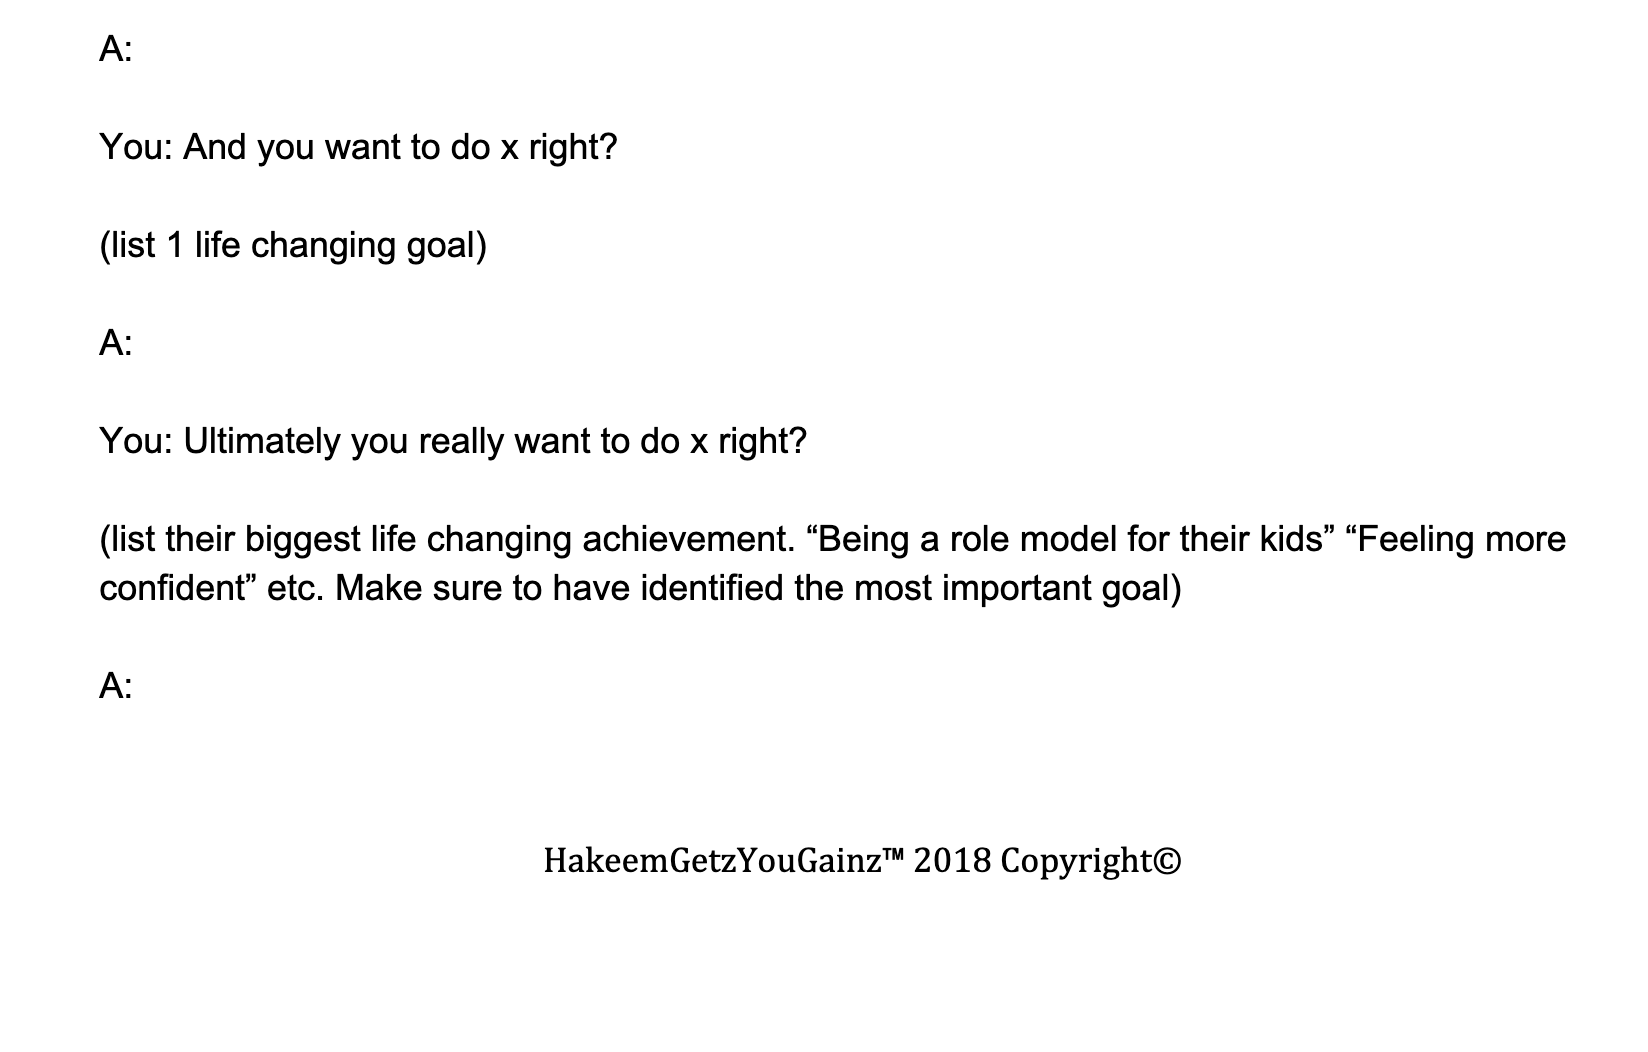 A:
You: And you want to do x right?
(list 1 life changing goal)
A:
You: Ultimately you really want to do x right?
(list their biggest life changing achievement. “Being a role model for their kids” “Feeling more
confident” etc. Make sure to have identified the most important goal)
A:
HakeemGetzYouGainz™ 2018 Copyright©